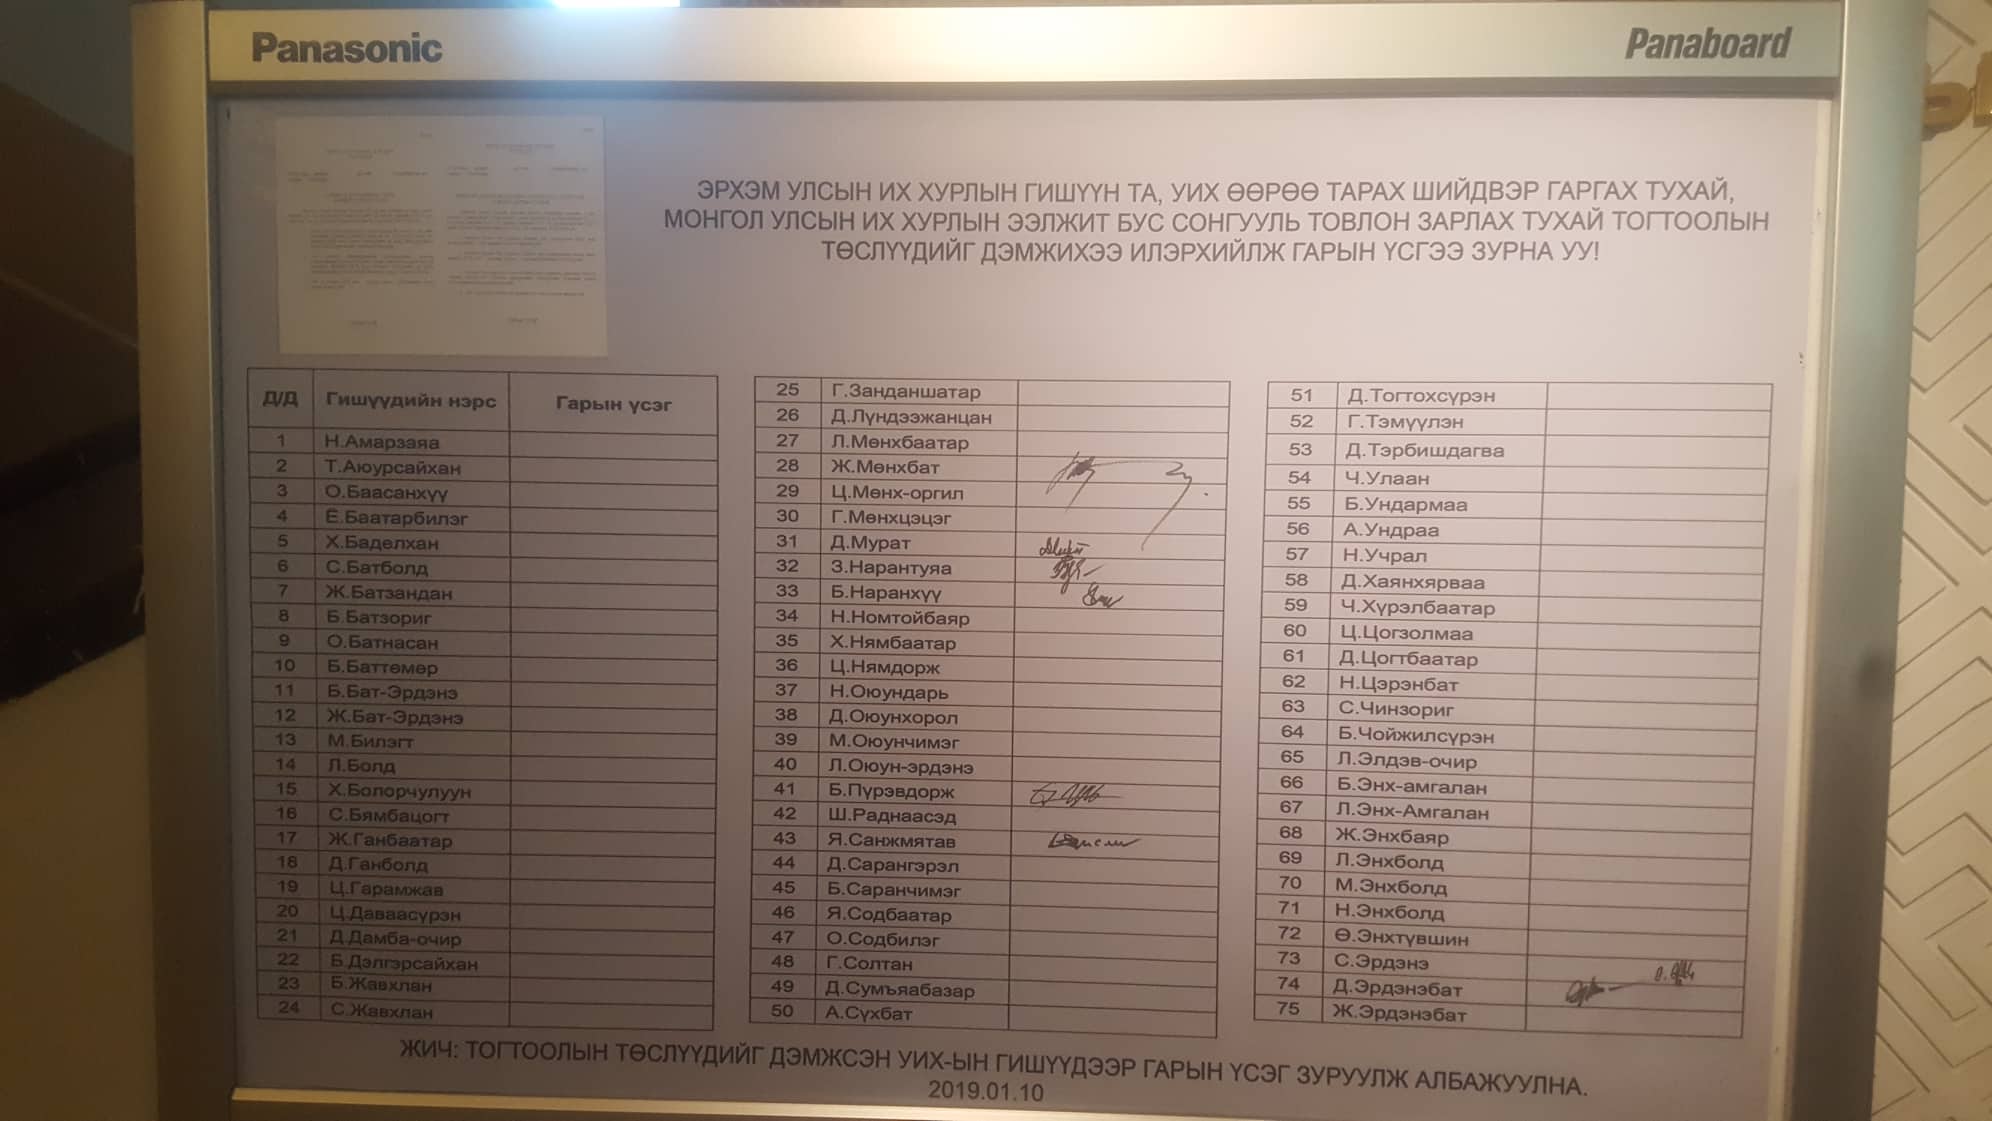 Panasonic
Panaboard
ЭРХЭМ УЛСЫН ИХ ХУРЛЫН ГИШҮҮН ТА, УИХ ӨӨРӨӨ ТАРАХ ШИЙДВЭР ГАРГАХ ТУХАЙ,
МОНГОЛ УЛСЫН ИХ ХУРЛЫН ЭЭЛЖИТ БУС СОНГУУЛЬ ТОВЛОН ЗАРЛАХ ТУХАЙ ТОГТООЛЫН
ТӨСЛҮҮДИЙГ ДЭМЖИХЭЭ ИЛЭРХИЙЛЖ ГАРЫН ҮСГЭЭ ЗУРНА УУ!
Д/Д Гишүүдийн нэрс Гарын үсэг
1 Н.Амарзаяа
2 Т.Аюурсайхан
3 О.Баасанхүү
4 Ё.Баатарбилэг
5 Х.Баделхан
6 С.Батболд
7 Ж.Батзандан
8 Б.Батзориг
9 О.Батнасан
10 Б.Баттөмөр
11 Б.Бат-Эрдэнэ
12 Ж.Бат-Эрдэнэ
13 М.Билэгт
14 Л.Болд
15 Х.Болорчулуун
16 С.Бямбацогт
17 Ж.Ганбаатар
18 Д.Ганболд
19 Ц.Гарамжав
20 Ц.Даваасүрэн
21 Д.Дамба-очир
22 Б.Дэлгэрсайхан
23 Б.Жавхлан
24 С.Жавхлан
25 Г.Занданшатар
26 Д.Лүндээжанцан
27 Л.Мөнхбаатар
28 Ж.Мөнхбат
29 Ц.Мөнх-оргил
30 Г.Мөнхцэцэг
31 Д.Мурат
32 З.Нарантуяа
33 Б.Наранхүү
34 Н.Номтойбаяр
35 Х.Нямбаатар
36 Ц.Нямдорж
37 Н.Оюундарь
38 Д.Оюунхорол
39 М.Оюунчимэг
40 Л.Оюун-эрдэнэ
41 Б.Пүрэвдорж
42 Ш.Раднаасэд
43 Я.Санжмятав
44 Д.Сарангэрэл
45 Б.Саранчимэг
46 Я.Содбаатар
47 О.Содбилэг
48 Г.Солтан
49 Д.Сумъяабазар
50 А.Сүхбат
51 Д.Тогтохсүрэн
52 Г.Тэмүүлэн
53 Д.Тэрбишдагва
54 Ч.Улаан
55 Б.Ундармаа
56 А.Ундраа
57 Н.Учрал
58 Д.Хаянхярваа
59 Ч.Хүрэлбаатар
60 Ц.Цогзолмаа
61 Д.Цогтбаатар
62 Н.Цэрэнбат
63 С.Чинзориг
64 Б.Чойжилсүрэн
65 Л.Элдэв-очир
66 Б.Энх-амгалан
67 Л.Энх-Амгалан
68 Ж.Энхбаяр
69 Л.Энхболд
70 М.Энхболд
71 Н.Энхболд
72 Ө.Энхтүвшин
73 С.Эрдэнэ
74 Д.Эрдэнэбат
75 Ж.Эрдэнэбат
ЖИЧ: ТОГТООЛЫН ТӨСЛҮҮДИЙГ ДЭМЖСЭН УИХ-ЫН ГИШҮҮДЭЭР ГАРЫН ҮСЭГ ЗУРУУЛЖ АЛБАЖУУЛНА.
2019.01.10